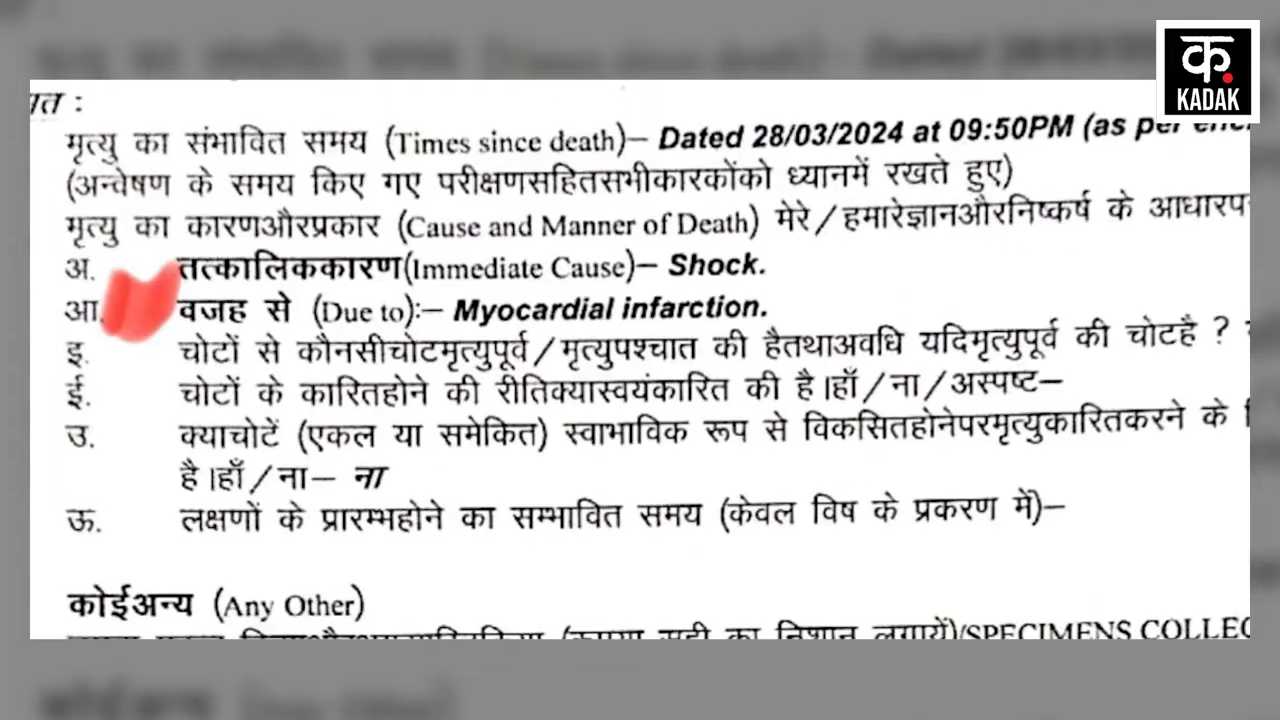 क
KADAK
मृत्यु का संभावित समय (Times since death)– Dated 28/03/2024 at 09:50PM (as per
(अन्वेषण के समय किए गए परीक्षणसहितसभीकारकोंको ध्यानमें रखते हुए)
मृत्यु का कारणऔरप्रकार (Cause and Manner of Death) मेरे/हमारेज्ञानऔरनिष्कर्ष के
अ. तत्कालिककारण(Immediate Cause)– Shock.
आ. वजह से (Due to):– Myocardial infarction.
इ. चोटों से कौनसीचोटमृत्युपूर्व/मृत्युपश्चात की हैतथाअवधि यदिमृत्युपूर्व की चोटहै ?
ई. चोटों के कारितहोने की रीतिक्यास्वयंकारित की है।हाँ/ना/अस्पष्ट–
उ. क्याचोटें (एकल या समेकित) स्वाभाविक रूप से विकसितहोनेपरमृत्युकारितकरने के
है।हाँ/ना– ना
ऊ. लक्षणों के प्रारम्भहोने का सम्भावित समय (केवल विष के प्रकरण में)–
कोईअन्य (Any Other)